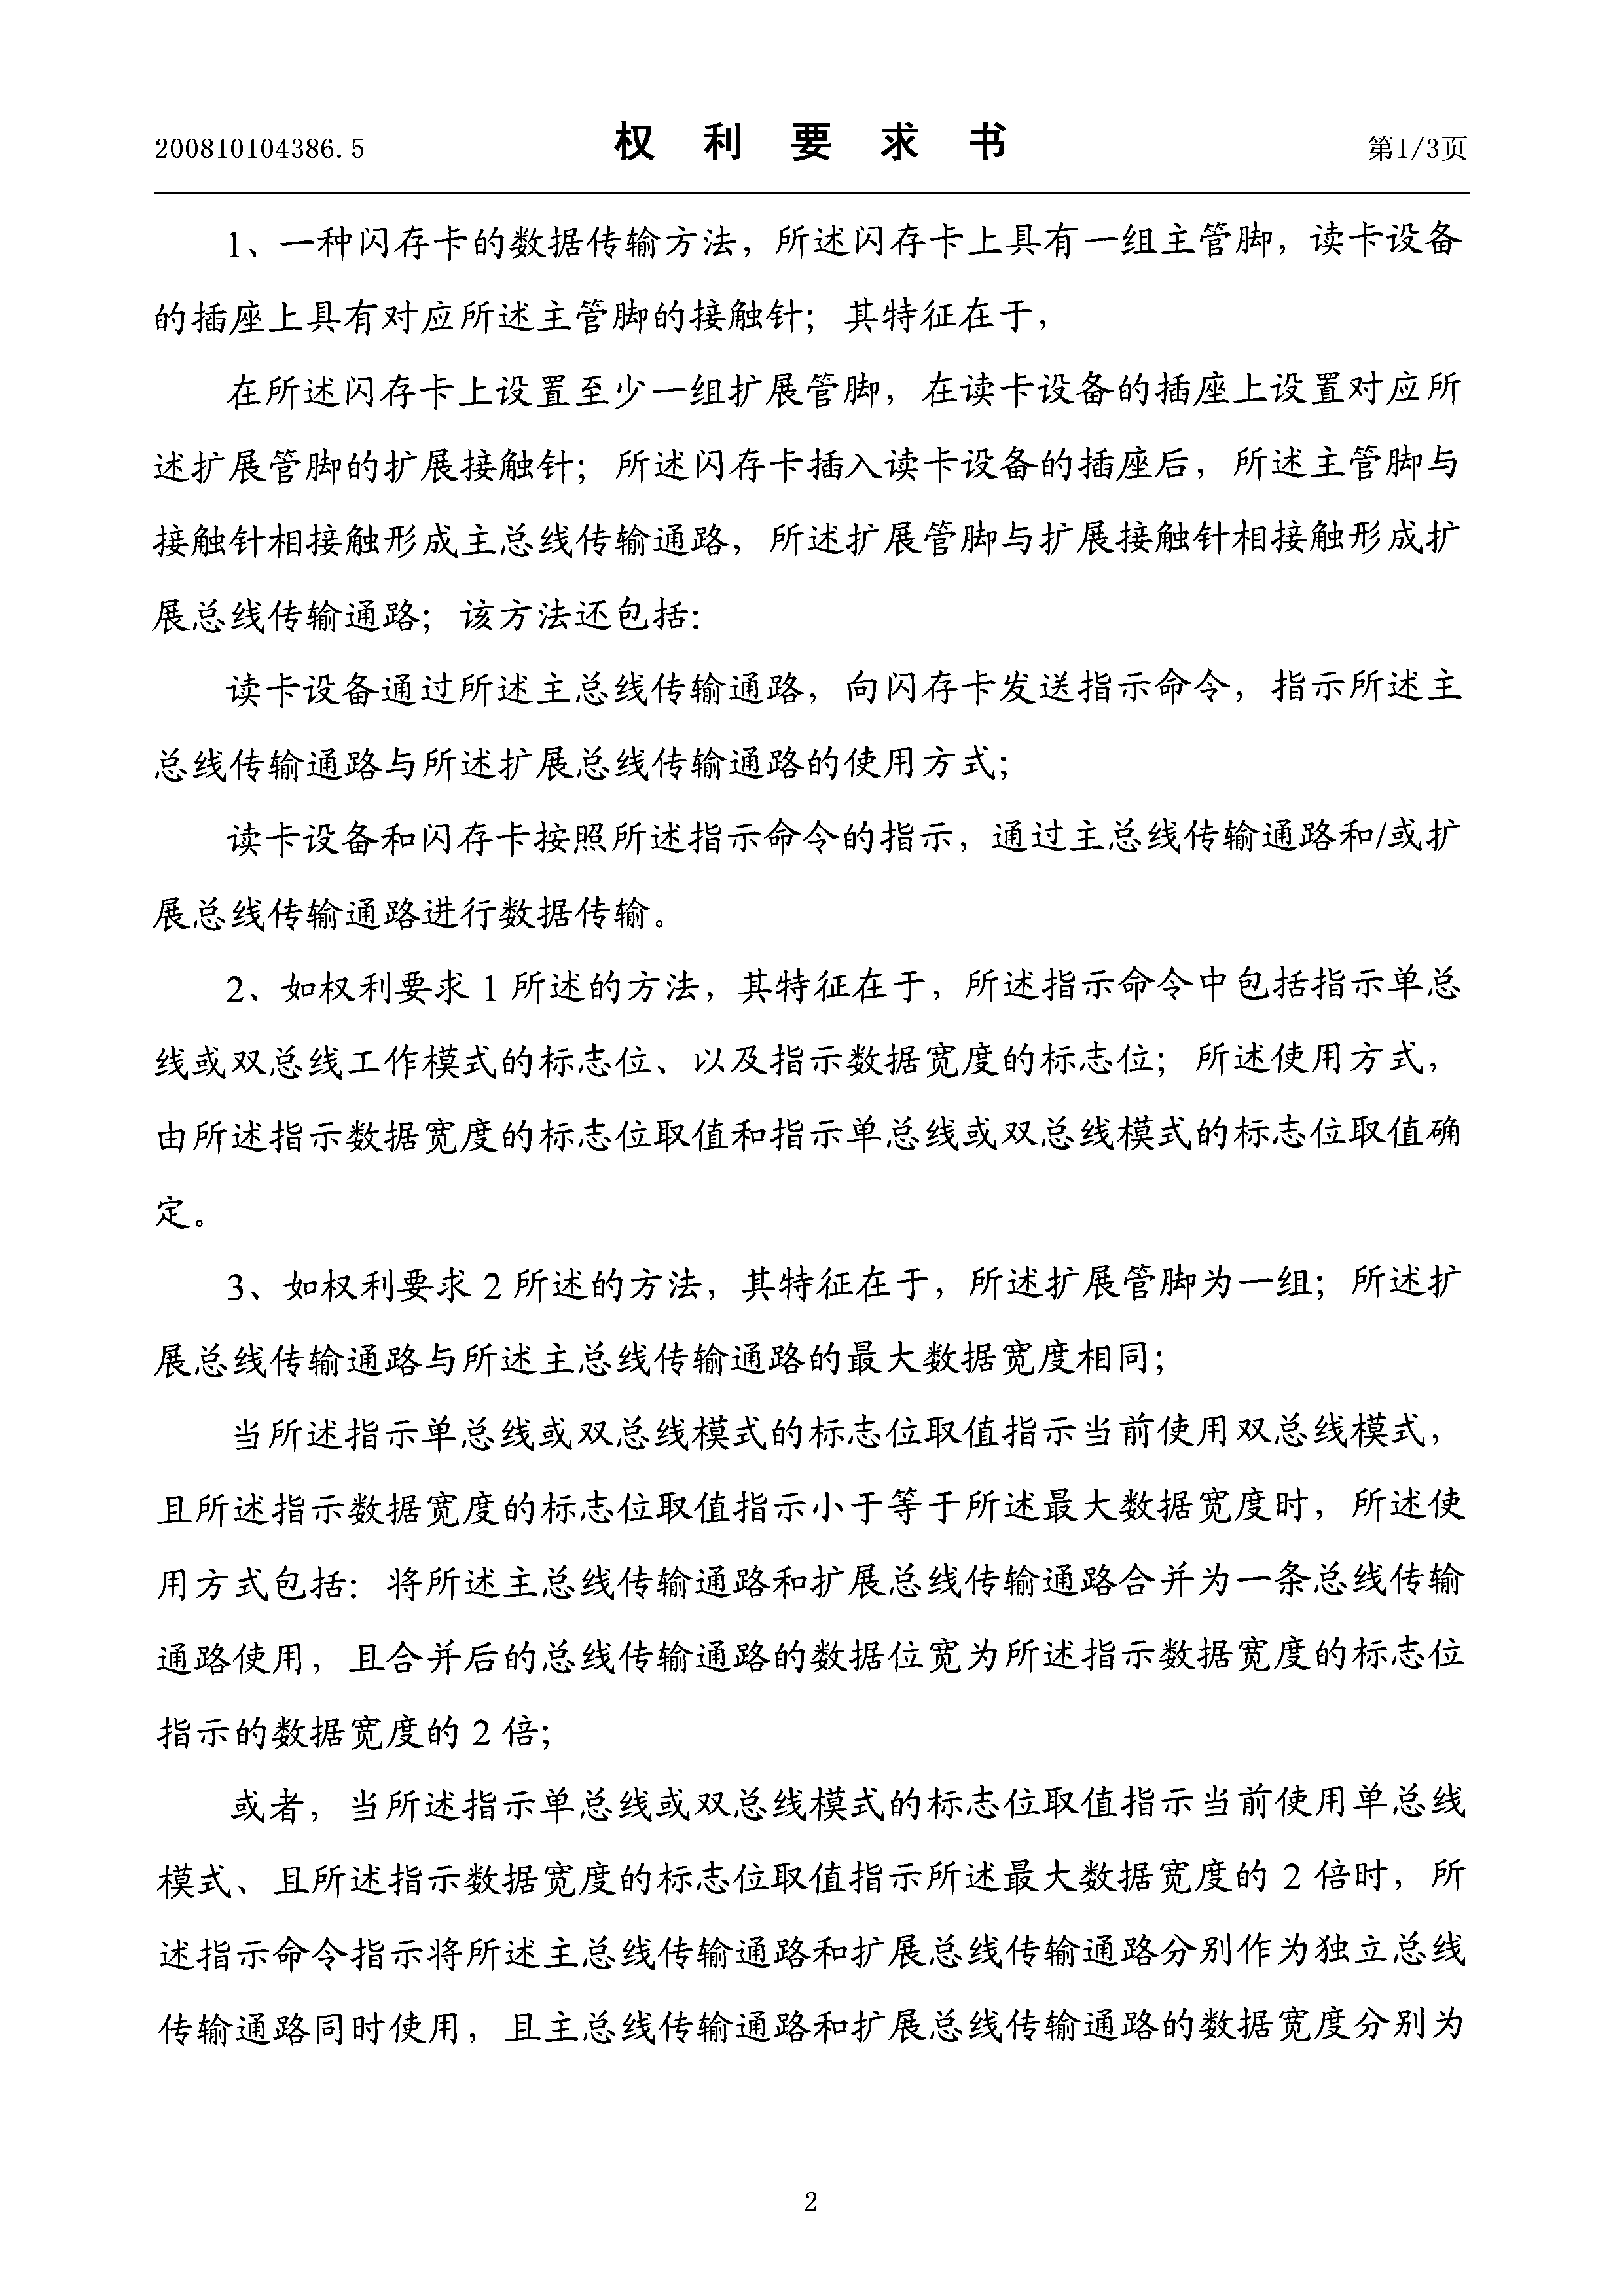 200810104386.5
权利要求书
第1/3页
1、一种闪存卡的数据传输方法，所述闪存卡上具有一组主管脚，读卡设备
的插座上具有对应所述主管脚的接触针；其特征在于，
在所述闪存卡上设置至少一组扩展管脚，在读卡设备的插座上设置对应所
述扩展管脚的扩展接触针；所述闪存卡插入读卡设备的插座后，所述主管脚与
接触针相接触形成主总线传输通路，所述扩展管脚与扩展接触针相接触形成扩
展总线传输通路；该方法还包括：
读卡设备通过所述主总线传输通路，向闪存卡发送指示命令，指示所述主
总线传输通路与所述扩展总线传输通路的使用方式；
读卡设备和闪存卡按照所述指示命令的指示，通过主总线传输通路和/或扩
展总线传输通路进行数据传输。
2、如权利要求 1 所述的方法，其特征在于，所述指示命令中包括指示单总
线或双总线工作模式的标志位、以及指示数据宽度的标志位；所述使用方式，
由所述指示数据宽度的标志位取值和指示单总线或双总线模式的标志位取值确
定。
3、如权利要求 2 所述的方法，其特征在于，所述扩展管脚为一组；所述扩
展总线传输通路与所述主总线传输通路的最大数据宽度相同；
当所述指示单总线或双总线模式的标志位取值指示当前使用双总线模式，
且所述指示数据宽度的标志位取值指示小于等于所述最大数据宽度时，所述使
用方式包括：将所述主总线传输通路和扩展总线传输通路合并为一条总线传输
通路使用，且合并后的总线传输通路的数据位宽为所述指示数据宽度的标志位
指示的数据宽度的 2 倍；
或者，当所述指示单总线或双总线模式的标志位取值指示当前使用单总线
模式、且所述指示数据宽度的标志位取值指示所述最大数据宽度的 2 倍时，所
述指示命令指示将所述主总线传输通路和扩展总线传输通路分别作为独立总线
传输通路同时使用，且主总线传输通路和扩展总线传输通路的数据宽度分别为
2